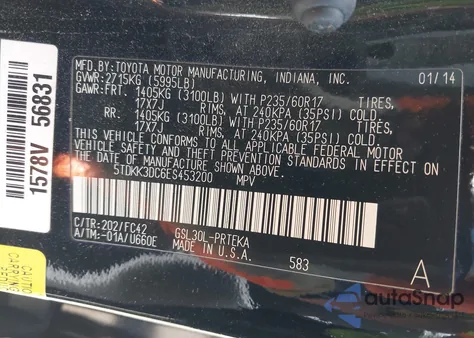 MFD. BY:TOYOTA MOTOR MANUFACTURING, INDIANA, INC. 01/14
GVWR: 2715KG (5995LB)
GAWR:FRT. 1405KG (3100LB) WITH P235/60R17 TIRES,
17X7J RIMS, AT 240KPA (35PSI) COLD
RR. 1405KG (3100LB) WITH P235/60R17 TIRES,
17X7J RIMS, AT 240KPA (35PSI) COLD
THIS VEHICLE CONFORMS TO ALL APPLICABLE FEDERAL MOTOR
VEHICLE SAFETY AND THEFT PREVENTION STANDARDS IN EFFECT
ON THE DATE OF MANUFACTURE SHOWN ABOVE.
5TDKK3DC6ES453200 MPV
C/TR:202/FC42 GSL30L-PRTEKA
A/TM:-01A/U660E MADE IN U.S.A.
583 A
1578V 56831
autoSnap